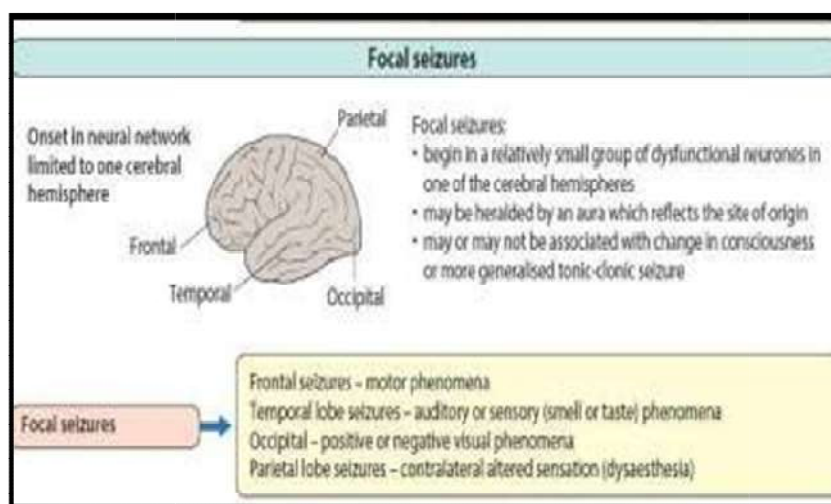 Focal seizures
Onset in neural network
limited to one cerebral
hemisphere
Parietal
Frontal
Temporal
Occipital
Focal seizures:
• begin in a relatively small group of dysfunctional neurones in
one of the cerebral hemispheres
• may be heralded by an aura which reflects the site of origin
• may or may not be associated with change in consciousness
or more generalised tonic-clonic seizure
Focal seizures
Frontal seizures – motor phenomena
Temporal lobe seizures – auditory or sensory (smell or taste) phenomena
Occipital – positive or negative visual phenomena
Parietal lobe seizures – contralateral altered sensation (dysaesthesia)